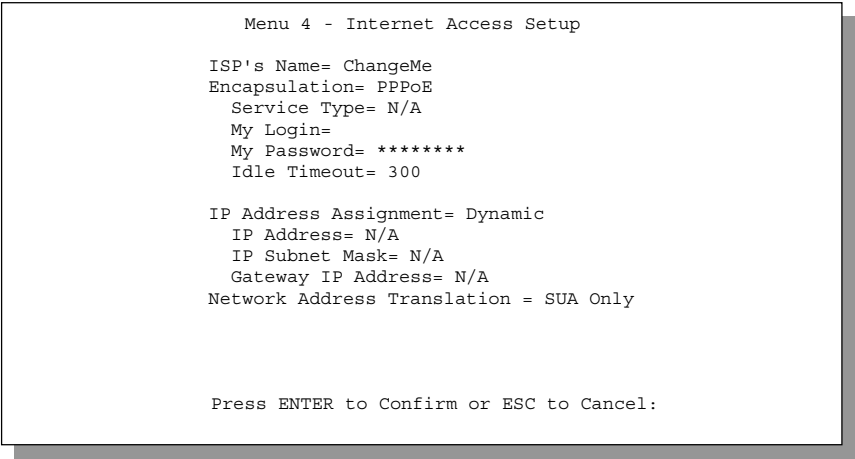 Menu 4 - Internet Access Setup
ISP's Name= ChangeMe
Encapsulation= PPPoE
Service Type= N/A
My Login=
My Password= ********
Idle Timeout= 300
IP Address Assignment= Dynamic
IP Address= N/A
IP Subnet Mask= N/A
Gateway IP Address= N/A
Network Address Translation = SUA Only
Press ENTER to Confirm or ESC to Cancel: